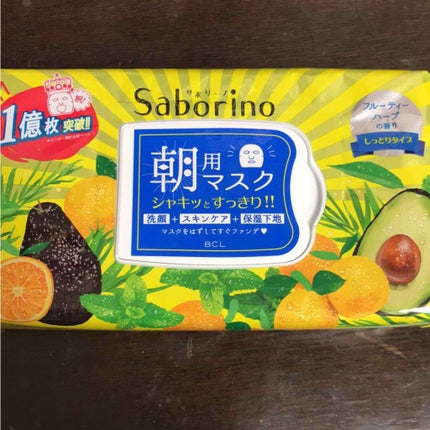 サボリーノ
Saborino
1億枚突破!!
フルーティー
ハーブ
の香り
しっとりタイプ
朝用マスク
シャキッとすっきり!!
洗顔+スキンケア+保湿下地
マスクをはずしてすぐファンデ♥
BCL